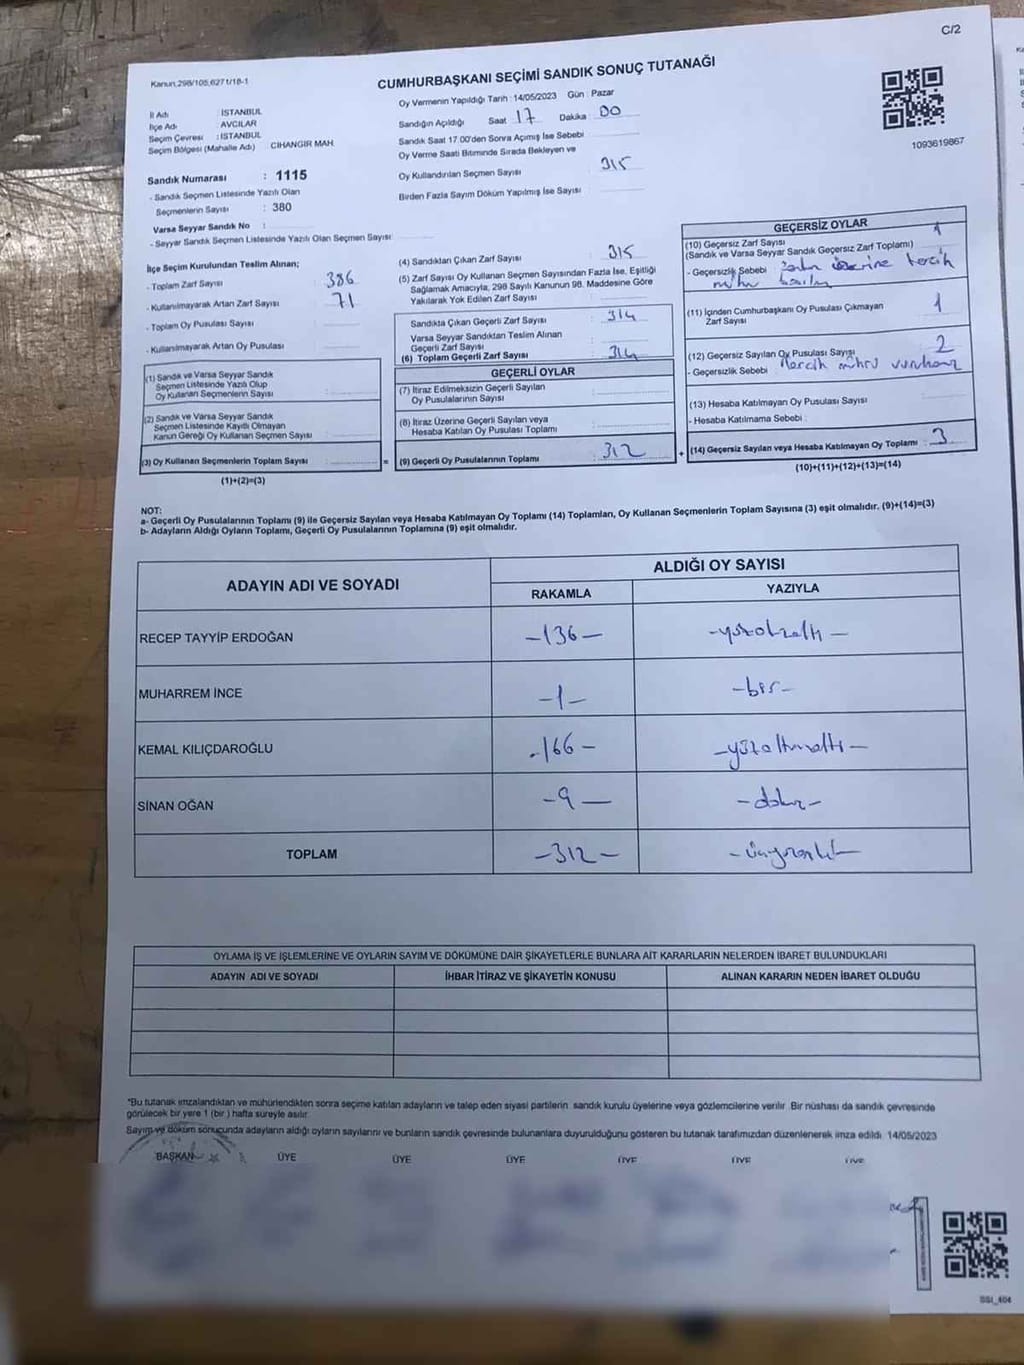 C/2
Kanun,298/105,627 t/18-1
CUMHURBAŞKANI SEÇİMİ SANDIK SONUÇ TUTANAĞI
İl Adı : İSTANBUL
İlçe Adı : AVCILAR
Seçim Çevresi : İSTANBUL
Seçim Bölgesi (Mahalle Adı) : CİHANGİR MAH.
Sandık Numarası : 1115
- Sandık Seçmen Listesinde Yazılı Olan
Seçmenlerin Sayısı : 380
Varsa Seyyar Sandık No :
- Seyyar Sandık Seçmen Listesinde Yazılı Olan Seçmen Sayısı:
Oy Vermenin Yapıldığı Tarih : 14/05/2023 Gün : Pazar
Sandığın Açıldığı Saat 17 Dakika 00
Sandık Saat 17.00'den Sonra Açılmış İse Sebebi
Oy Verme Saati Bitiminde Sırada Bekleyen ve
Oy Kullandırılan Seçmen Sayısı : 315
Birden Fazla Sayım Döküm Yapılmış İse Sayısı :
1093619867
İlçe Seçim Kurulundan Teslim Alınan;
- Toplam Zarf Sayısı : 386
- Kullanılmayarak Artan Zarf Sayısı : 71
- Toplam Oy Pusulası Sayısı :
- Kullanılmayarak Artan Oy Pusulası :
(1) Sandık ve Varsa Seyyar Sandık
Seçmen Listesinde Yazılı Olup
Oy Kullanan Seçmenlerin Sayısı :
(2) Sandık ve Varsa Seyyar Sandık
Seçmen Listesinde Kayıtlı Olmayan
Kanun Gereği Oy Kullanan Seçmen Sayısı :
(3) Oy Kullanan Seçmenlerin Toplam Sayısı :
(1)+(2)=(3)
(4) Sandıktan Çıkan Zarf Sayısı : 315
(5) Zarf Sayısı Oy Kullanan Seçmen Sayısından Fazla İse, Eşitliği
Sağlamak Amacıyla, 298 Sayılı Kanunun 98. Maddesine Göre
Yakılarak Yok Edilen Zarf Sayısı :
Sandıkta Çıkan Geçerli Zarf Sayısı : 314
Varsa Seyyar Sandıktan Teslim Alınan
Geçerli Zarf Sayısı :
(6) Toplam Geçerli Zarf Sayısı : 314
GEÇERLİ OYLAR
(7) İtiraz Edilmeksizin Geçerli Sayılan
Oy Pusulalarının Sayısı :
(8) İtiraz Üzerine Geçerli Sayılan veya
Hesaba Katılan Oy Pusulası Toplamı :
= (9) Geçerli Oy Pusulalarının Toplamı : 312
GEÇERSİZ OYLAR
(10) Geçersiz Zarf Sayısı 1
(Sandık ve Varsa Seyyar Sandık Geçersiz Zarf Toplamı)
- Geçersizlik Sebebi : üzerine tercih
(11) İçinden Cumhurbaşkanı Oy Pusulası Çıkmayan
Zarf Sayısı : 1
(12) Geçersiz Sayılan Oy Pusulası Sayısı : 2
- Geçersizlik Sebebi : tercih mührü
(13) Hesaba Katılmayan Oy Pusulası Sayısı :
- Hesaba Katılmama Sebebi :
+ (14) Geçersiz Sayılan veya Hesaba Katılmayan Oy Toplamı : 3
(10)+(11)+(12)+(13)=(14)
NOT:
a- Geçerli Oy Pusulalarının Toplamı (9) ile Geçersiz Sayılan veya Hesaba Katılmayan Oy Toplamı (14) Toplamları, Oy Kullanan Seçmenlerin Toplam Sayısına (3) eşit olmalıdır. (9)+(14)=(3)
b- Adayların Aldığı Oyların Toplamı, Geçerli Oy Pusulalarının Toplamına (9) eşit olmalıdır.
ADAYIN ADI VE SOYADI
ALDIĞI OY SAYISI
RAKAMLA YAZIYLA
RECEP TAYYİP ERDOĞAN -136- -yüzotuzaltı-
MUHARREM İNCE -1- -bir-
KEMAL KILIÇDAROĞLU -166- -yüzaltmışaltı-
SİNAN OĞAN -9- -dokuz-
TOPLAM -312- -üçyüzoniki-
OYLAMA İŞ VE İŞLEMLERİNE VE OYLARIN SAYIM VE DÖKÜMÜNE DAİR ŞİKAYETLERLE BUNLARA AİT KARARLARIN NELERDEN İBARET BULUNDUKLARI
ADAYIN ADI VE SOYADI İHBAR İTİRAZ VE ŞİKAYETİN KONUSU ALINAN KARARIN NEDEN İBARET OLDUĞU
*Bu tutanak imzalandıktan ve mühürlendikten sonra seçime katılan adayların ve talep eden siyasi partilerin sandık kurulu üyelerine veya gözlemcilerine verilir. Bir nüshası da sandık çevresinde
görülecek bir yere 1 (bir ) hafta süreyle asılır.
Sayım ve döküm sonucunda adayların aldığı oyların sayılarını ve bunların sandık çevresinde bulunanlara duyurulduğunu gösteren bu tutanak tarafımızdan düzenlenerek imza edildi. 14/05/2023
BAŞKAN ÜYE ÜYE ÜYE ÜYE ÜYE ÜYE
SSI_404